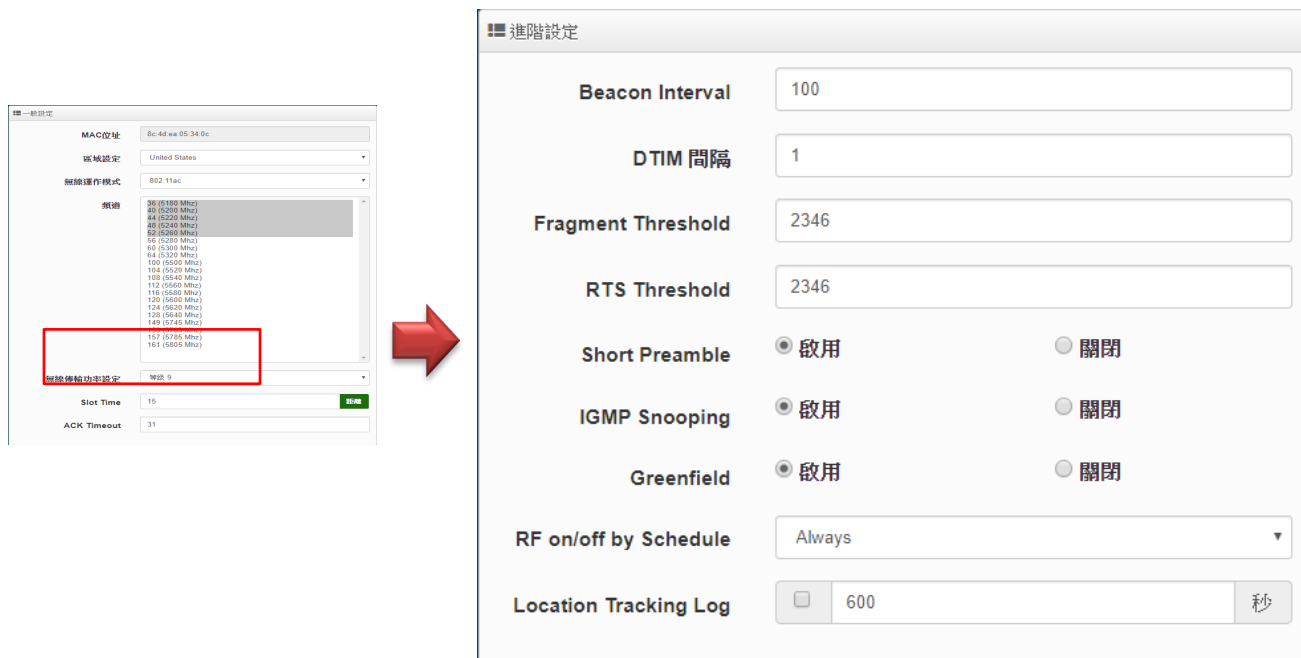 一般設定
MAC位址 8c:4d:ea:05:34:0c
區域設定 United States
無線運作模式 802.11ac
頻道
36 (5180 Mhz)
40 (5200 Mhz)
44 (5220 Mhz)
48 (5240 Mhz)
52 (5260 Mhz)
56 (5280 Mhz)
60 (5300 Mhz)
64 (5320 Mhz)
100 (5500 Mhz)
104 (5520 Mhz)
108 (5540 Mhz)
112 (5560 Mhz)
116 (5580 Mhz)
120 (5600 Mhz)
124 (5620 Mhz)
128 (5640 Mhz)
149 (5745 Mhz)
157 (5785 Mhz)
161 (5805 Mhz)
無線傳輸功率設定 等級 9
Slot Time 15 距離
ACK Timeout 31
進階設定
Beacon Interval 100
DTIM 間隔 1
Fragment Threshold 2346
RTS Threshold 2346
Short Preamble 啟用 關閉
IGMP Snooping 啟用 關閉
Greenfield 啟用 關閉
RF on/off by Schedule Always
Location Tracking Log 600 秒